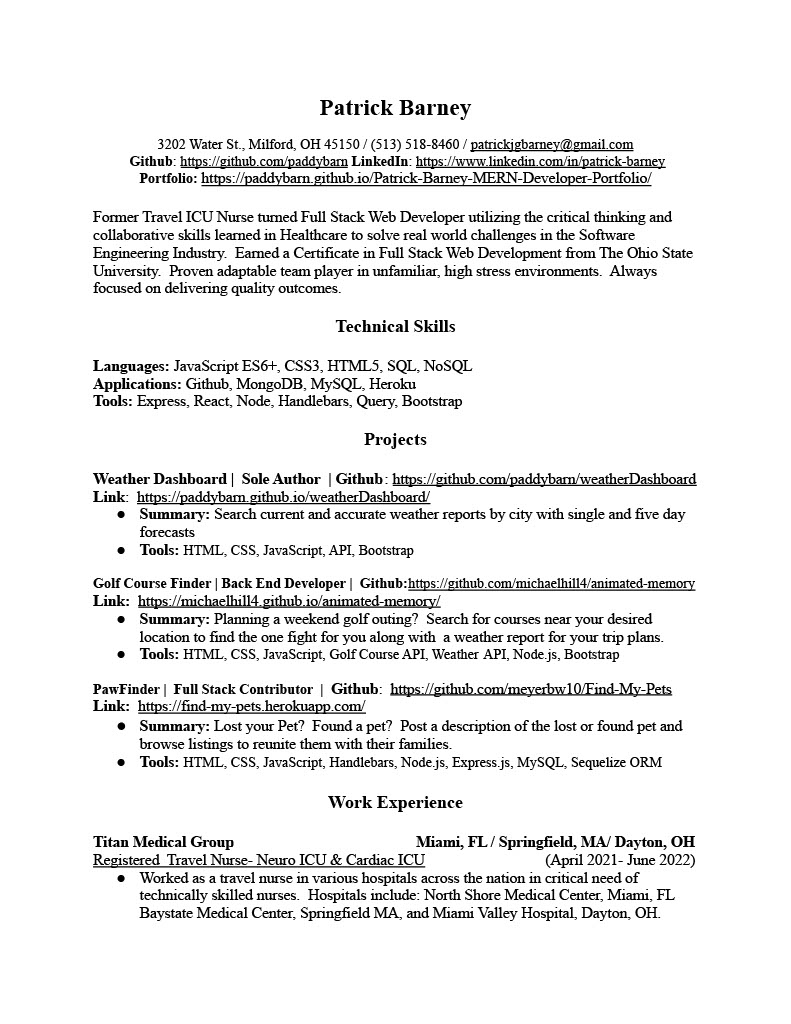 Patrick Barney
3202 Water St., Milford, OH 45150 / (513) 518-8460 / patrickjgbarney@gmail.com
Github: https://github.com/paddybarn LinkedIn: https://www.linkedin.com/in/patrick-barney
Portfolio: https://paddybarn.github.io/Patrick-Barney-MERN-Developer-Portfolio/
Former Travel ICU Nurse turned Full Stack Web Developer utilizing the critical thinking and
collaborative skills learned in Healthcare to solve real world challenges in the Software
Engineering Industry.  Earned a Certificate in Full Stack Web Development from The Ohio State
University.  Proven adaptable team player in unfamiliar, high stress environments.  Always
focused on delivering quality outcomes.
Technical Skills
Languages: JavaScript ES6+, CSS3, HTML5, SQL, NoSQL
Applications: Github, MongoDB, MySQL, Heroku
Tools: Express, React, Node, Handlebars, Query, Bootstrap
Projects
Weather Dashboard |  Sole Author  | Github: https://github.com/paddybarn/weatherDashboard
Link:  https://paddybarn.github.io/weatherDashboard/
● Summary: Search current and accurate weather reports by city with single and five day
forecasts
● Tools: HTML, CSS, JavaScript, API, Bootstrap
Golf Course Finder | Back End Developer |  Github:https://github.com/michaelhill4/animated-memory
Link:  https://michaelhill4.github.io/animated-memory/
● Summary: Planning a weekend golf outing?  Search for courses near your desired
location to find the one fight for you along with  a weather report for your trip plans.
● Tools: HTML, CSS, JavaScript, Golf Course API, Weather API, Node.js, Bootstrap
PawFinder |  Full Stack Contributor  |  Github:  https://github.com/meyerbw10/Find-My-Pets
Link:  https://find-my-pets.herokuapp.com/
● Summary: Lost your Pet?  Found a pet?  Post a description of the lost or found pet and
browse listings to reunite them with their families.
● Tools: HTML, CSS, JavaScript, Handlebars, Node.js, Express.js, MySQL, Sequelize ORM
Work Experience
Titan Medical Group Miami, FL / Springfield, MA/ Dayton, OH
Registered  Travel Nurse- Neuro ICU & Cardiac ICU (April 2021- June 2022)
● Worked as a travel nurse in various hospitals across the nation in critical need of
technically skilled nurses.  Hospitals include: North Shore Medical Center, Miami, FL
Baystate Medical Center, Springfield MA, and Miami Valley Hospital, Dayton, OH.